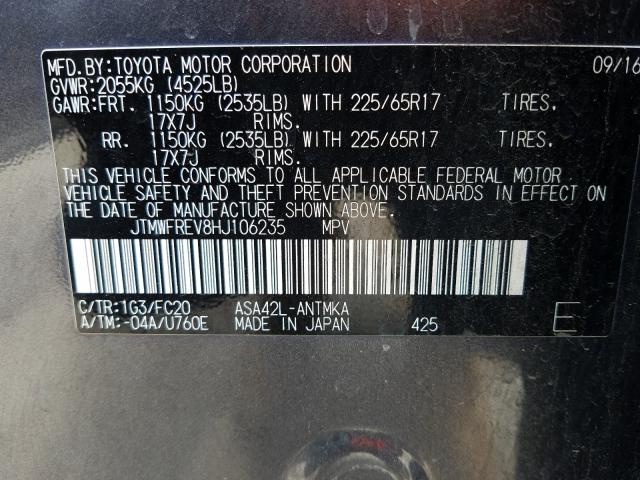 MFD.BY:TOYOTA MOTOR CORPORATION 09/16
GVWR:2055KG (4525LB)
GAWR:FRT. 1150KG (2535LB) WITH 225/65R17 TIRES.
17X7J RIMS.
RR. 1150KG (2535LB) WITH 225/65R17 TIRES.
17X7J RIMS.
THIS VEHICLE CONFORMS TO ALL APPLICABLE FEDERAL MOTOR
VEHICLE SAFETY AND THEFT PREVENTION STANDARDS IN EFFECT ON
THE DATE OF MANUFACTURE SHOWN ABOVE.
JTMWFREV8HJ106235 MPV
C/TR:1G3/FC20 ASA42L-ANTMKA
A/TM:-04A/U760E MADE IN JAPAN 425 E